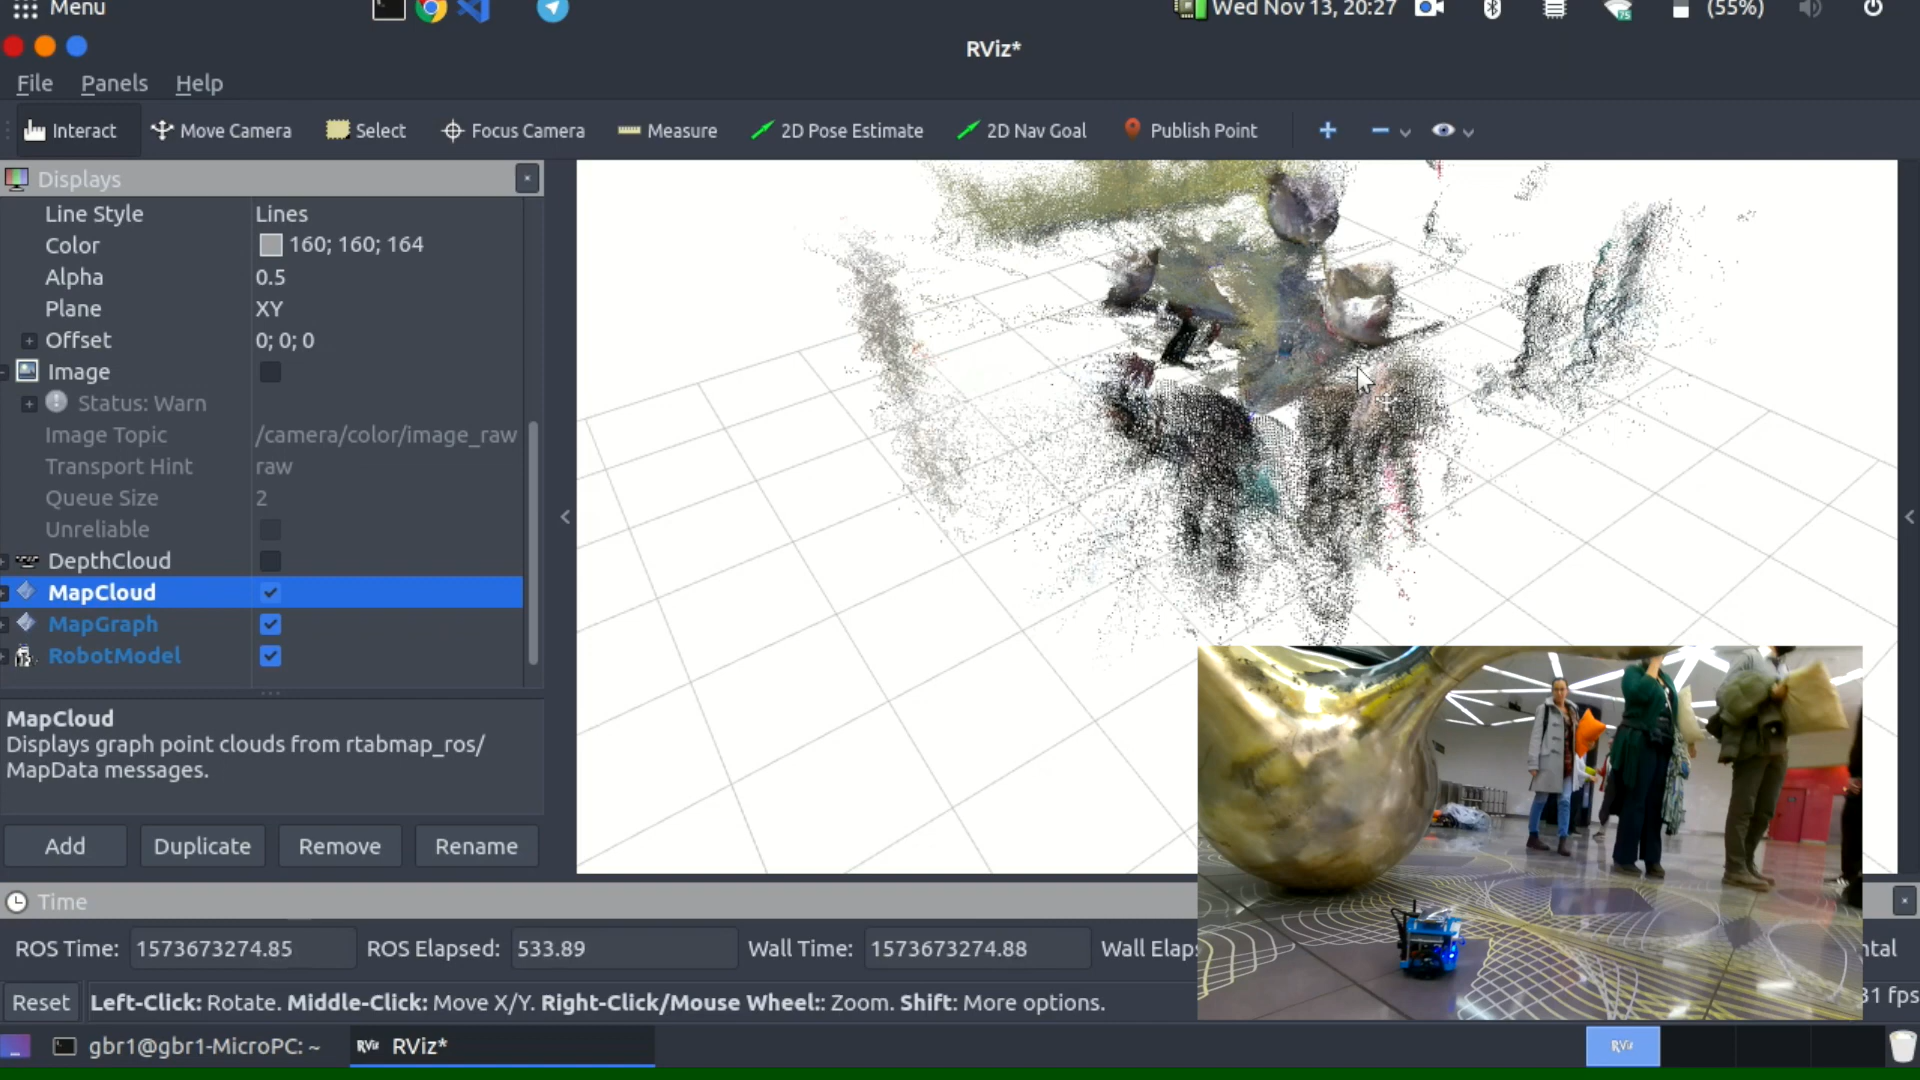 Menu
Wed Nov 13, 20:27
75
(55%)
RViz*
File Panels Help
Interact Move Camera Select Focus Camera Measure 2D Pose Estimate 2D Nav Goal Publish Point
Displays
Line Style Lines
Color 160; 160; 164
Alpha 0.5
Plane XY
Offset 0; 0; 0
Image
Status: Warn
Image Topic /camera/color/image_raw
Transport Hint raw
Queue Size 2
Unreliable
DepthCloud
MapCloud
MapGraph
RobotModel
MapCloud
Displays graph point clouds from rtabmap_ros/
MapData messages.
Add Duplicate Remove Rename
Time
ROS Time: 1573673274.85 ROS Elapsed: 533.89 Wall Time: 1573673274.88 Wall Elaps
ntal
Reset Left-Click: Rotate. Middle-Click: Move X/Y. Right-Click/Mouse Wheel:: Zoom. Shift: More options.
31 fps
gbr1@gbr1-MicroPC: ~ RViz RViz*
RViz